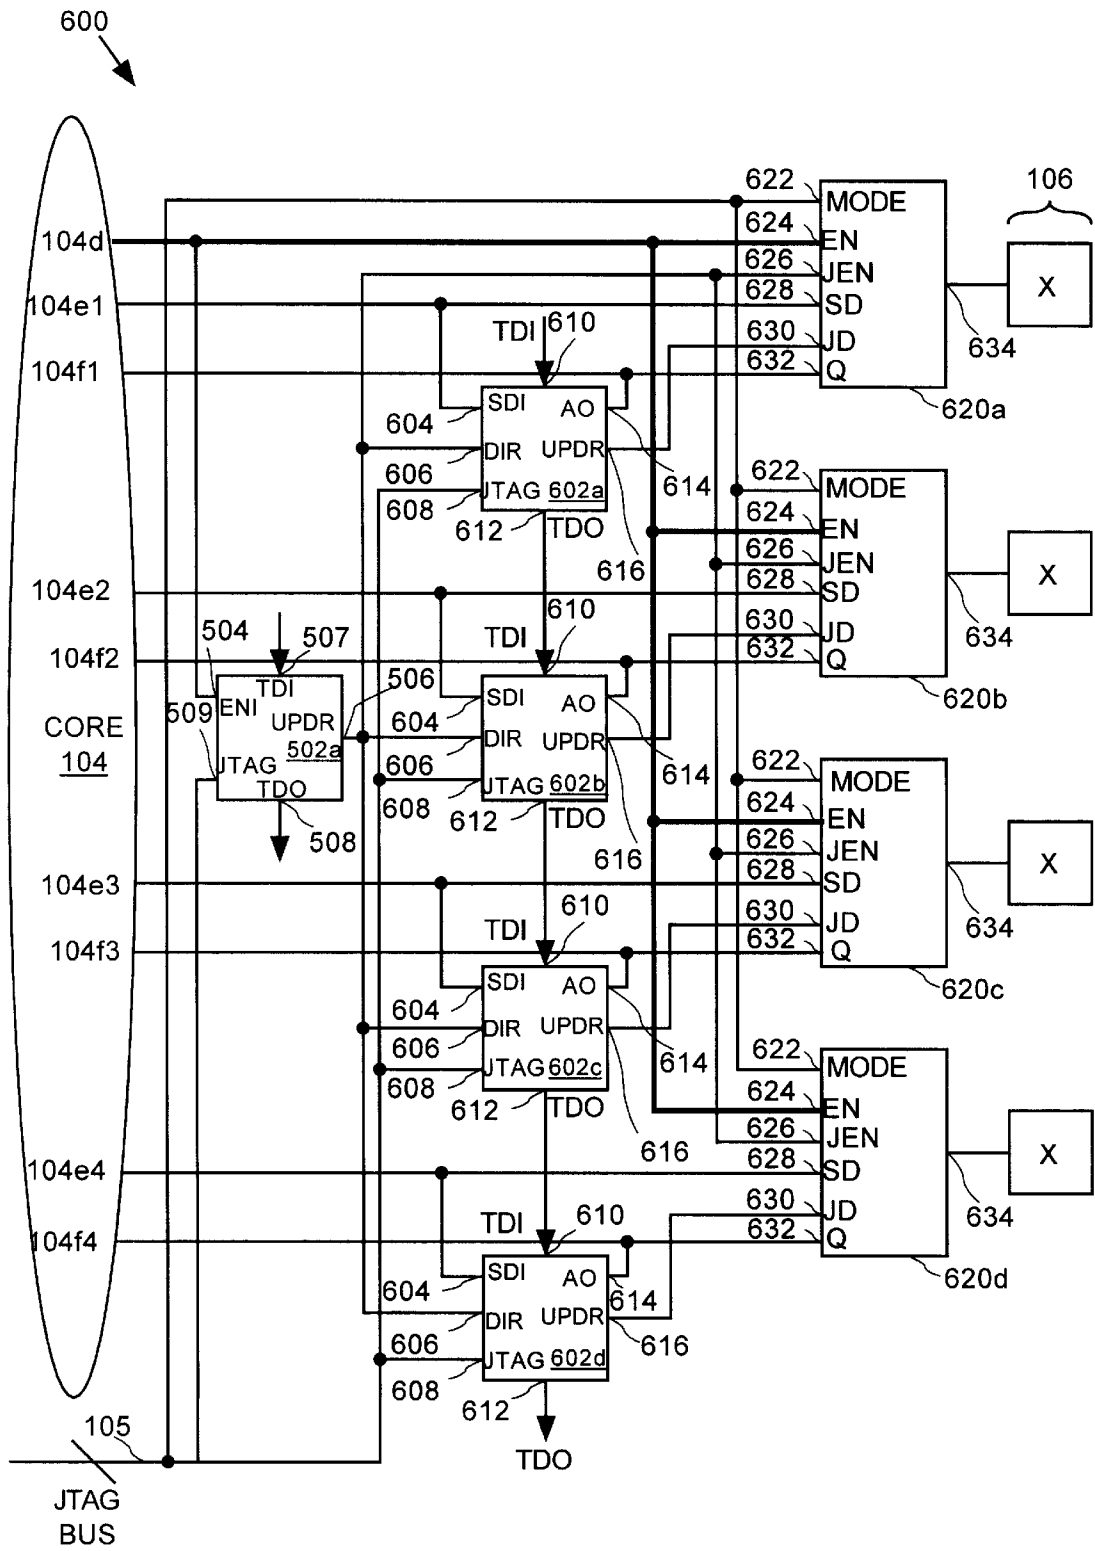 600
622
106
MODE
104d
624
EN
626
JEN
X
104e1
628
SD
TDI
610
630
JD
634
104f1
632
Q
SDI
AO
620a
604
DIR
UPDR
622
606
614
MODE
JTAG
602a
608
612
TDO
624
EN
626
JEN
616
X
104e2
628
SD
504
610
630
JD
507
TDI
634
104f2
506
632
Q
TDI
SDI
AO
620b
509
ENI
UPDR
604
CORE
502a
DIR
UPDR
104
JTAG
606
614
622
MODE
TDO
JTAG
602b
608
612
TDO
624
EN
508
626
JEN
616
X
104e3
628
SD
610
630
JD
TDI
634
104f3
632
Q
SDI
AO
604
620c
DIR
UPDR
606
614
622
MODE
JTAG
602c
608
612
TDO
624
EN
626
JEN
616
X
104e4
628
SD
610
630
JD
TDI
634
104f4
632
Q
SDI
AO
620d
604
614
DIR
UPDR
606
616
JTAG
602d
608
612
105
TDO
JTAG
BUS